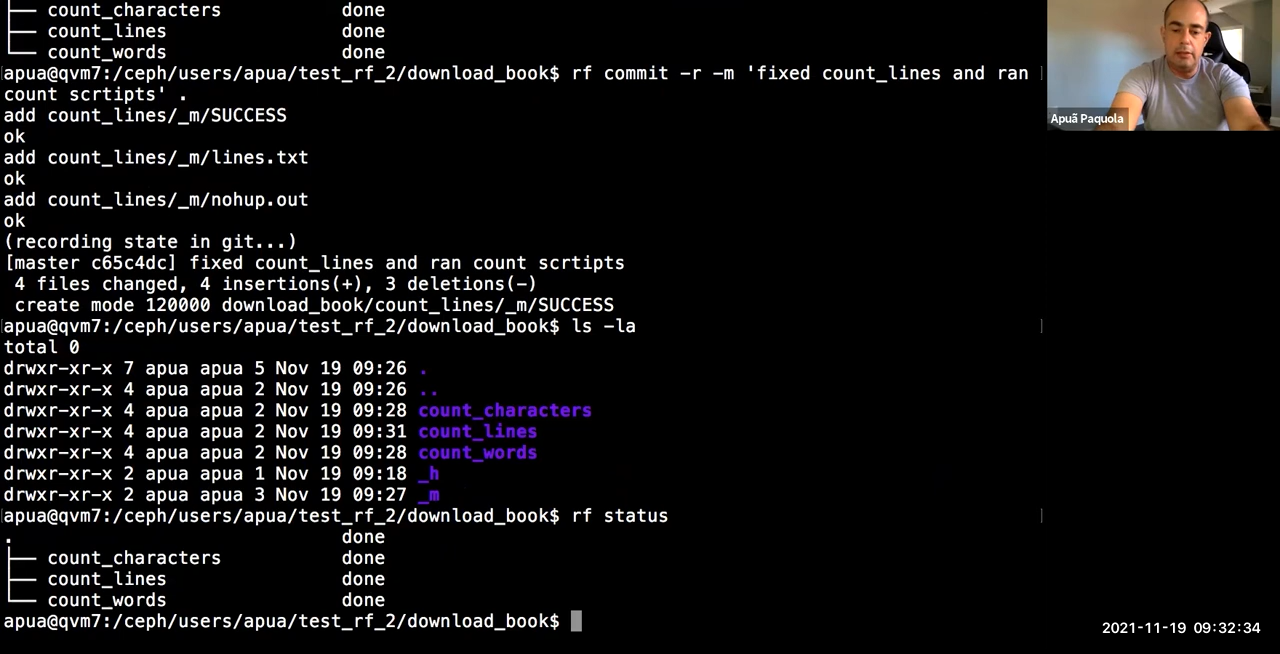 ├── count_characters              done
├── count_lines                   done
└── count_words                   done
apua@qvm7:/ceph/users/apua/test_rf_2/download_book$ rf commit -r -m 'fixed count_lines and ran
count scrtipts' .
add count_lines/_m/SUCCESS
ok
add count_lines/_m/lines.txt
ok
add count_lines/_m/nohup.out
ok
(recording state in git...)
[master c65c4dc] fixed count_lines and ran count scrtipts
 4 files changed, 4 insertions(+), 3 deletions(-)
 create mode 120000 download_book/count_lines/_m/SUCCESS
apua@qvm7:/ceph/users/apua/test_rf_2/download_book$ ls -la
total 0
drwxr-xr-x 7 apua apua 5 Nov 19 09:26 .
drwxr-xr-x 4 apua apua 2 Nov 19 09:26 ..
drwxr-xr-x 4 apua apua 2 Nov 19 09:28 count_characters
drwxr-xr-x 4 apua apua 2 Nov 19 09:31 count_lines
drwxr-xr-x 4 apua apua 2 Nov 19 09:28 count_words
drwxr-xr-x 2 apua apua 1 Nov 19 09:18 _h
drwxr-xr-x 2 apua apua 3 Nov 19 09:27 _m
apua@qvm7:/ceph/users/apua/test_rf_2/download_book$ rf status
.                              done
├── count_characters              done
├── count_lines                   done
└── count_words                   done
apua@qvm7:/ceph/users/apua/test_rf_2/download_book$
Apuã Paquola
2021-11-19 09:32:34